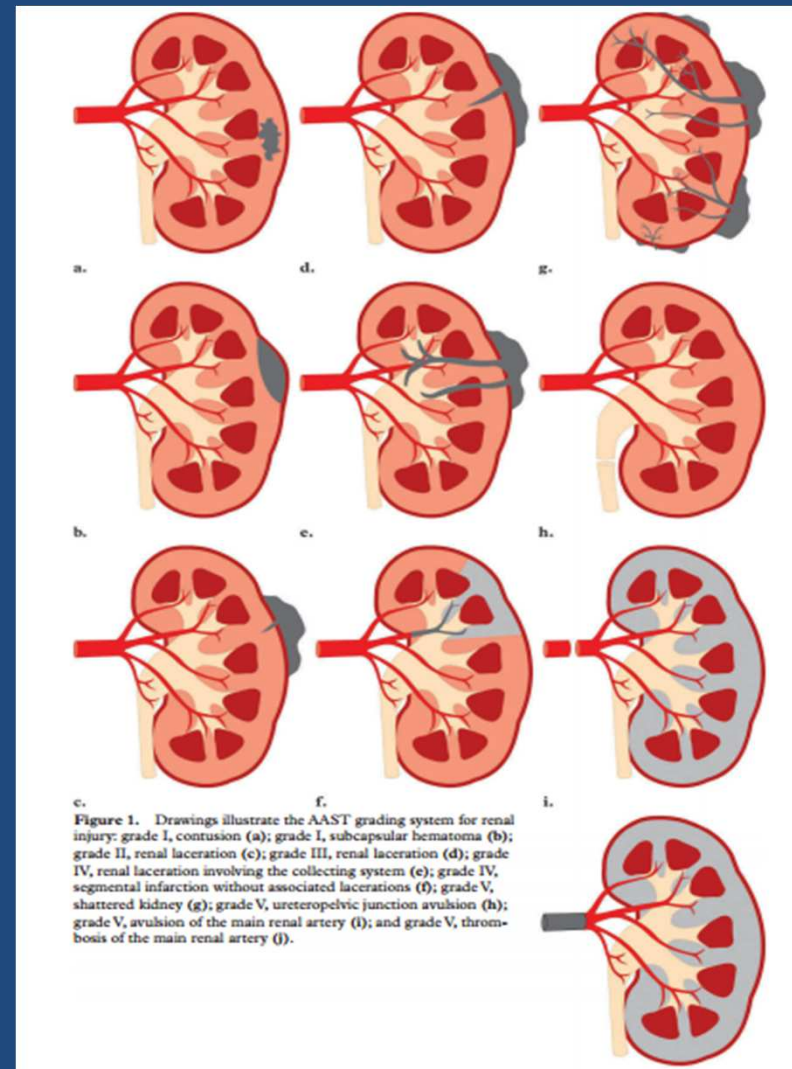 a.
d.
g.
b.
e.
h.
c.
f.
i.
Figure 1. Drawings illustrate the AAST grading system for renal
injury: grade I, contusion (a); grade I, subcapsular hematoma (b);
grade II, renal laceration (c); grade III, renal laceration (d); grade
IV, renal laceration involving the collecting system (e); grade IV,
segmental infarction without associated lacerations (f); grade V,
shattered kidney (g); grade V, ureteropelvic junction avulsion (h);
grade V, avulsion of the main renal artery (i); and grade V, throm-
bosis of the main renal artery (j).